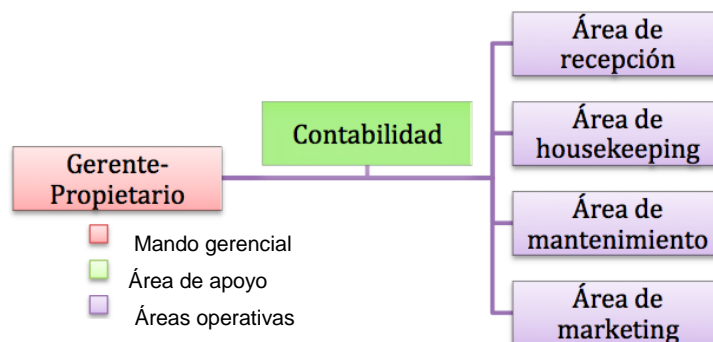 Área de
recepción
Contabilidad
Área de
housekeeping
Gerente-
Propietario
Área de
mantenimiento
Área de
marketing
Mando gerencial
Área de apoyo
Áreas operativas